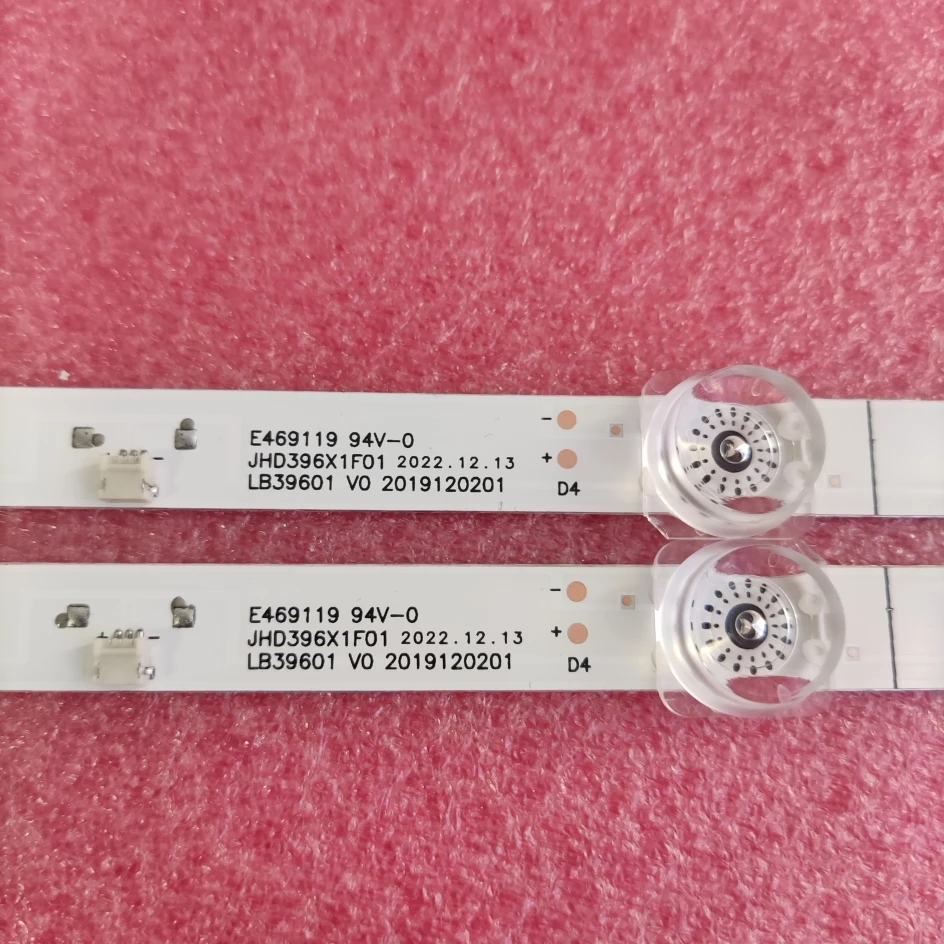 E469119 94V-0
JHD396X1F01 2022.12.13
LB39601 V0 2019120201
-
+
D4
-
E469119 94V-0
JHD396X1F01 2022.12.13
LB39601 V0 2019120201
-
+
D4
+ -